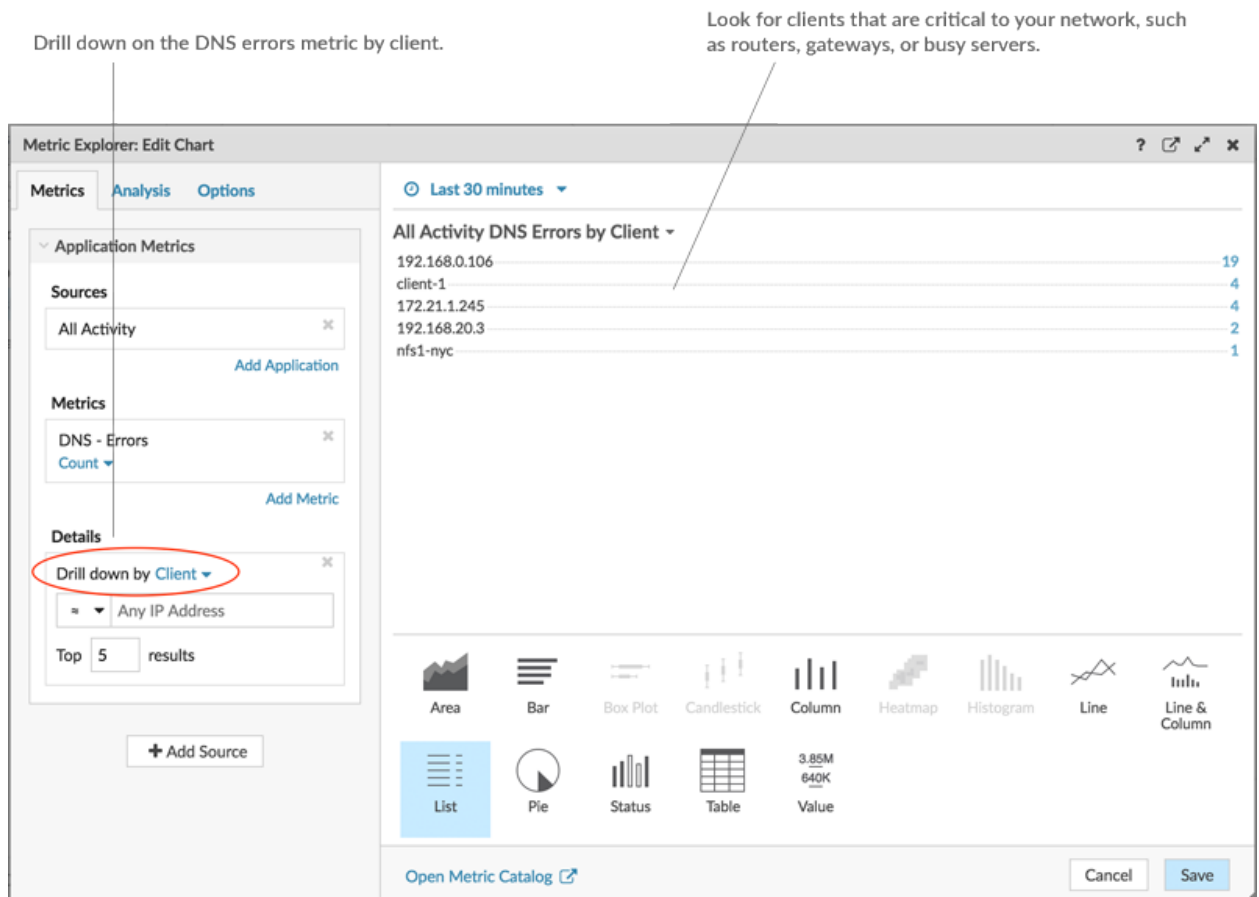 Drill down on the DNS errors metric by client.
Look for clients that are critical to your network, such
as routers, gateways, or busy servers.
Metric Explorer: Edit Chart
?
Metrics Analysis Options
Last 30 minutes
Application Metrics
Sources
All Activity
Add Application
Metrics
DNS - Errors
Count
Add Metric
Details
Drill down by Client
≈ Any IP Address
Top 5 results
+ Add Source
All Activity DNS Errors by Client
192.168.0.106 19
client-1 4
172.21.1.245 4
192.168.20.3 2
nfs1-nyc 1
Area Bar Box Plot Candlestick Column Heatmap Histogram Line Line &
Column
3.85M
640K
List Pie Status Table Value
Open Metric Catalog
Cancel Save